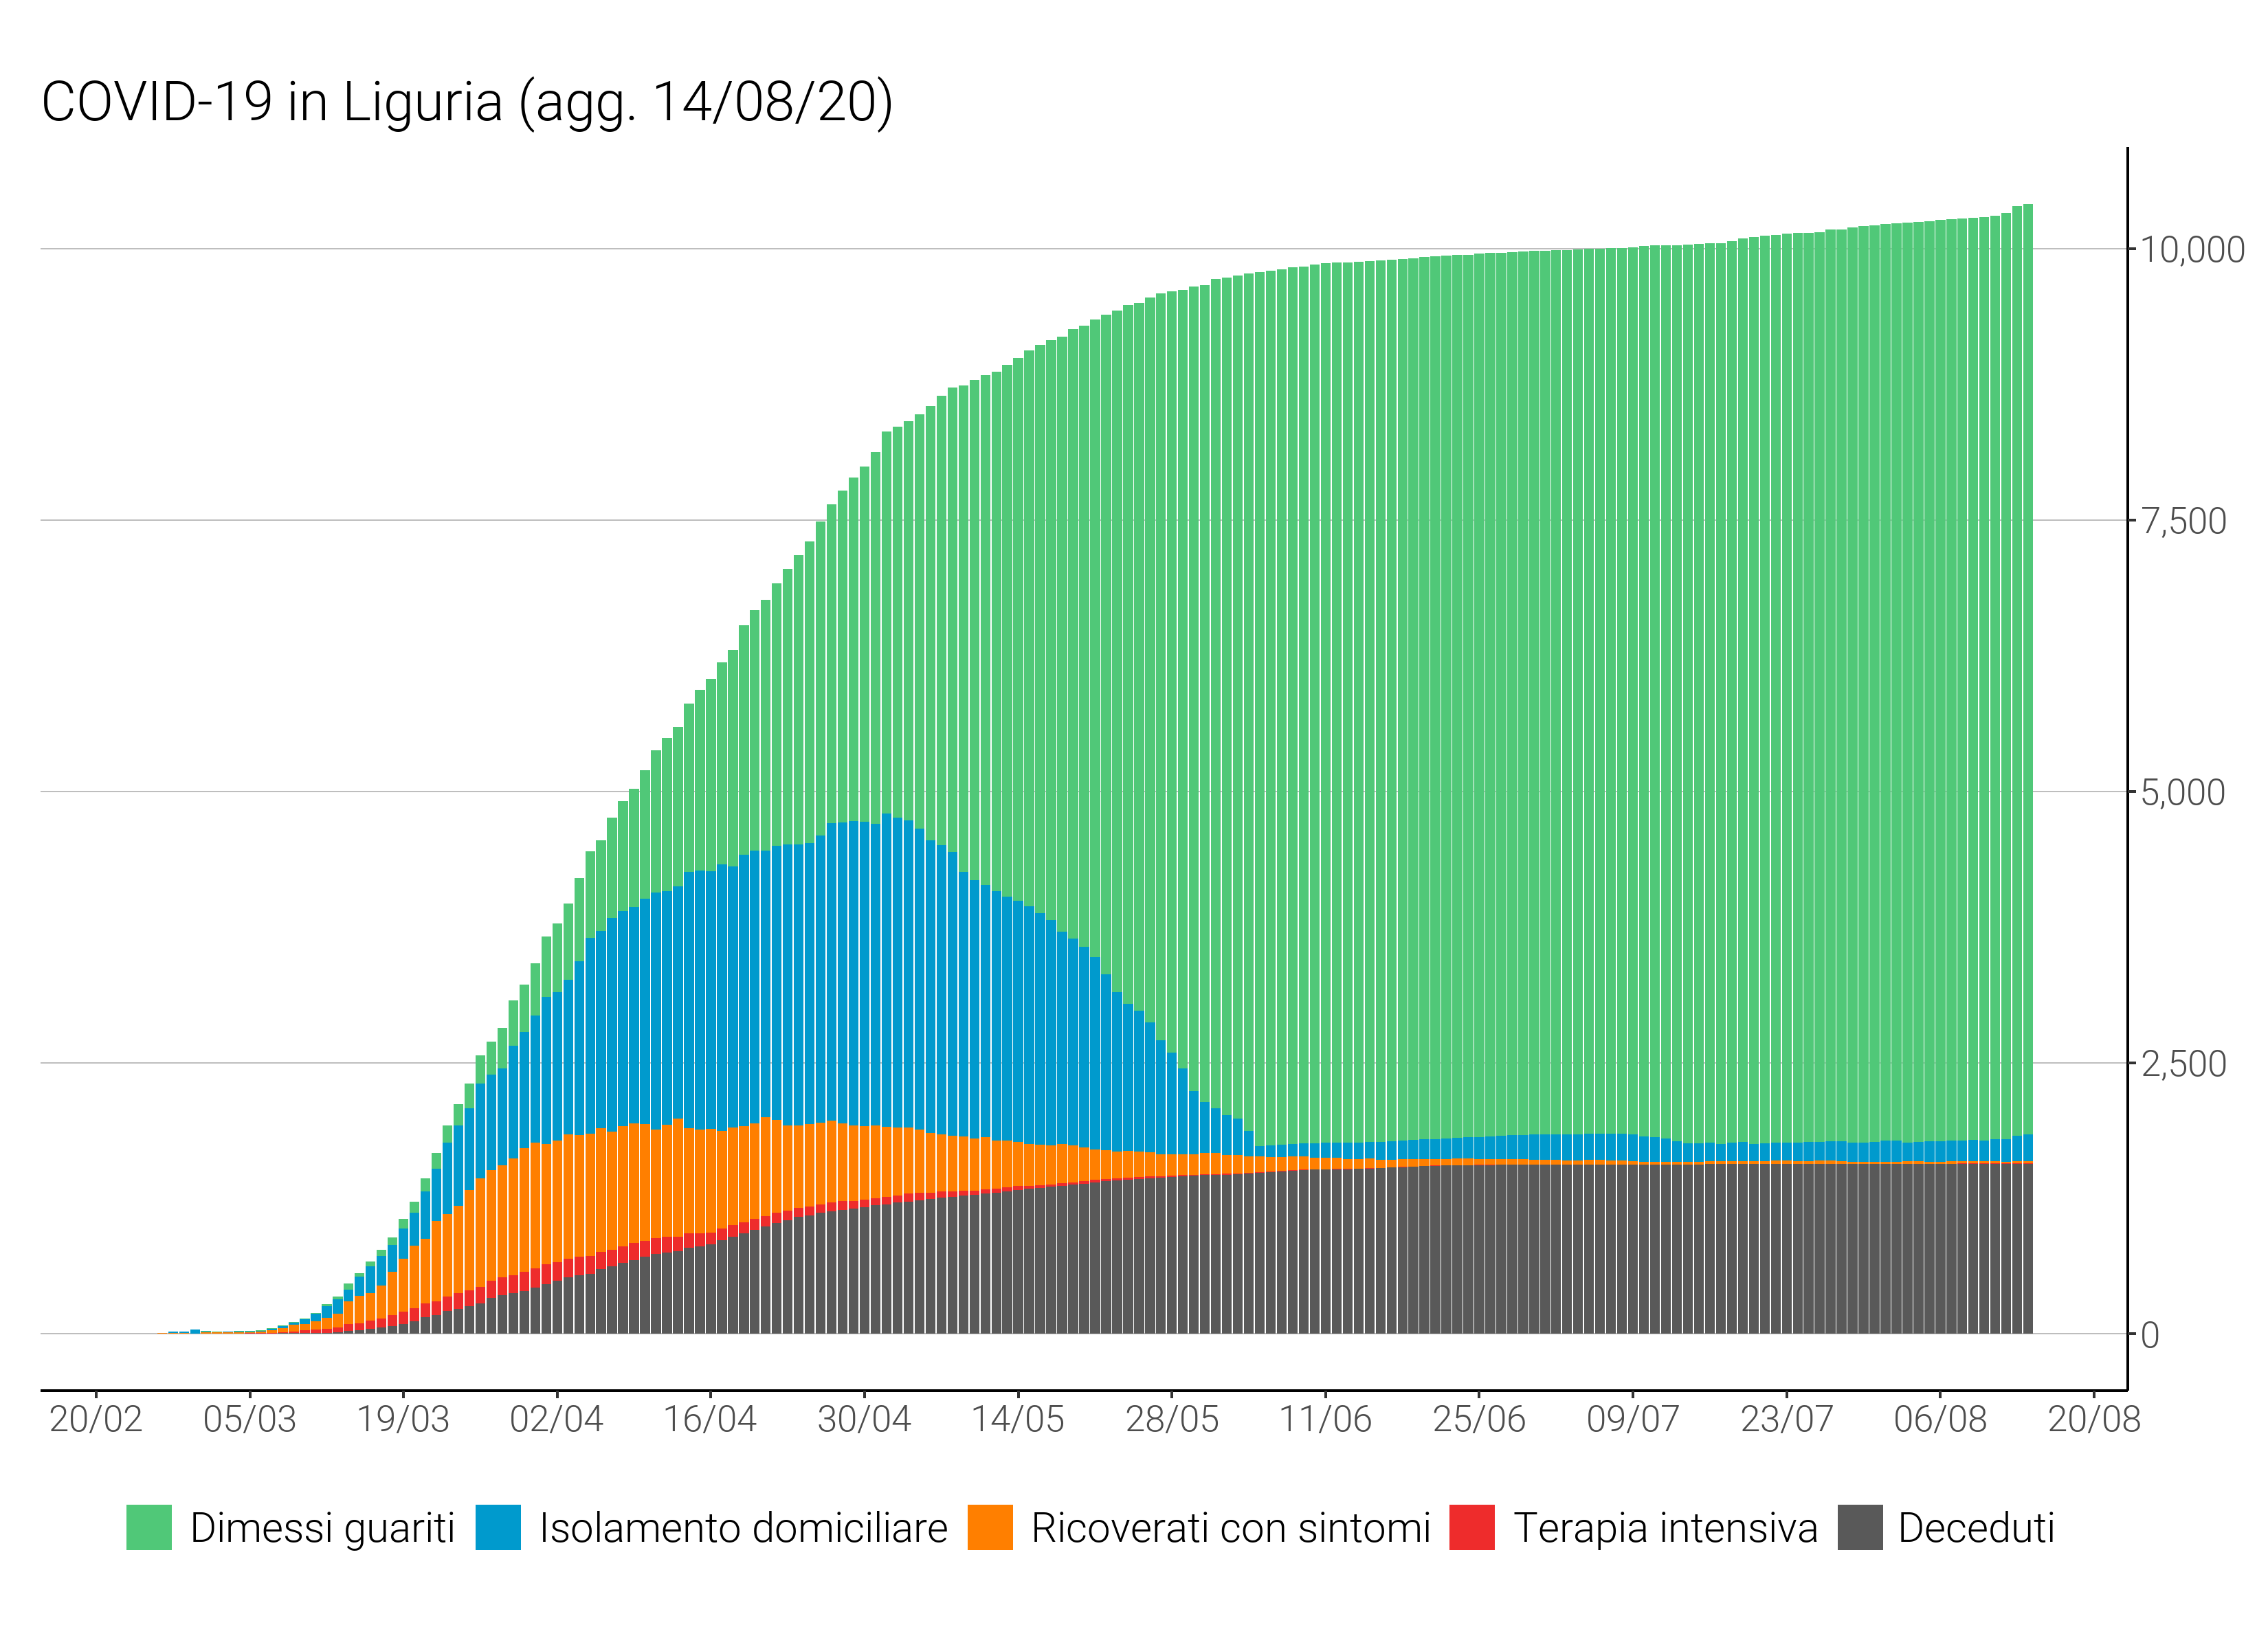 COVID-19 in Liguria (agg. 14/08/20)
10,000
7,500
5,000
2,500
0
20/02 05/03 19/03 02/04 16/04 30/04 14/05 28/05 11/06 25/06 09/07 23/07 06/08 20/08
Dimessi guariti Isolamento domiciliare Ricoverati con sintomi Terapia intensiva Deceduti